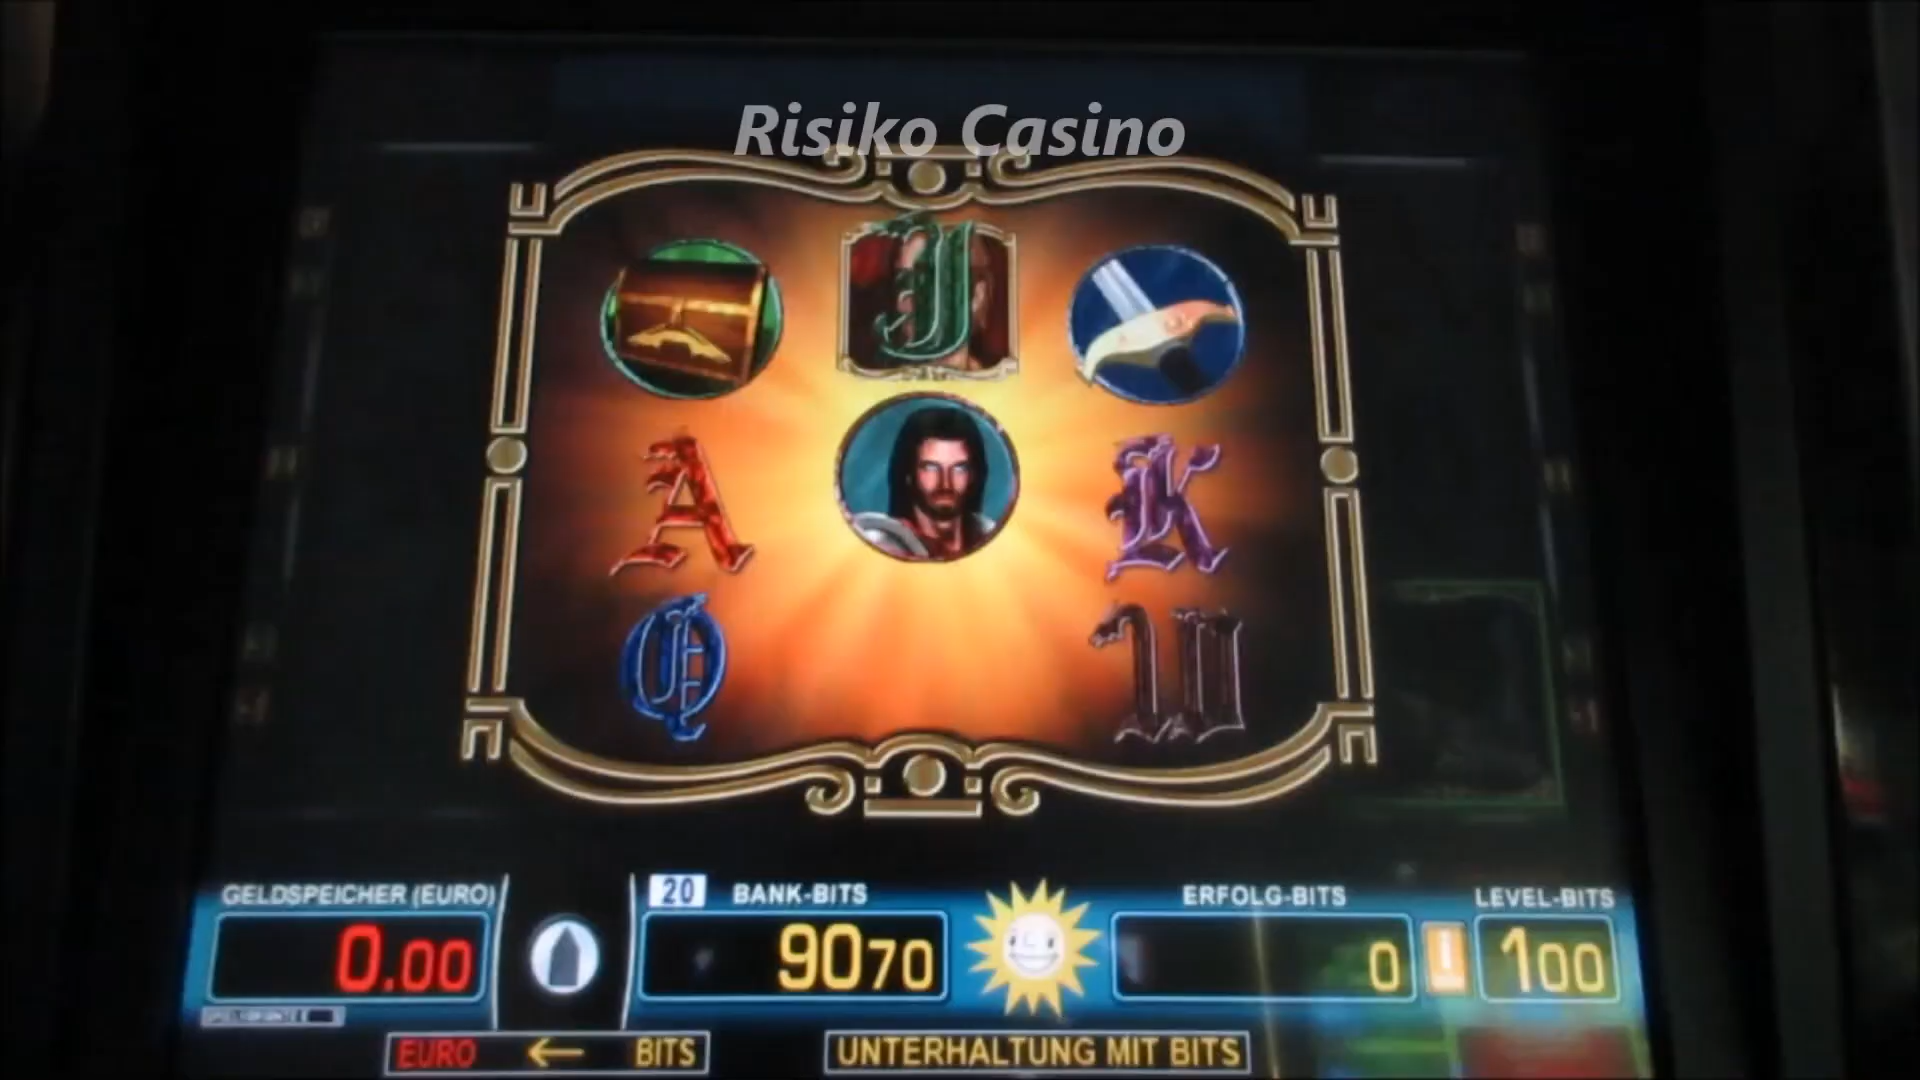 Risiko Casino
J
A
K
Q
GELDSPEICHER (EURO)
20
BANK-BITS
ERFOLG-BITS
LEVEL-BITS
0.00
9070
0
100
EURO ← BITS
UNTERHALTUNG MIT BITS